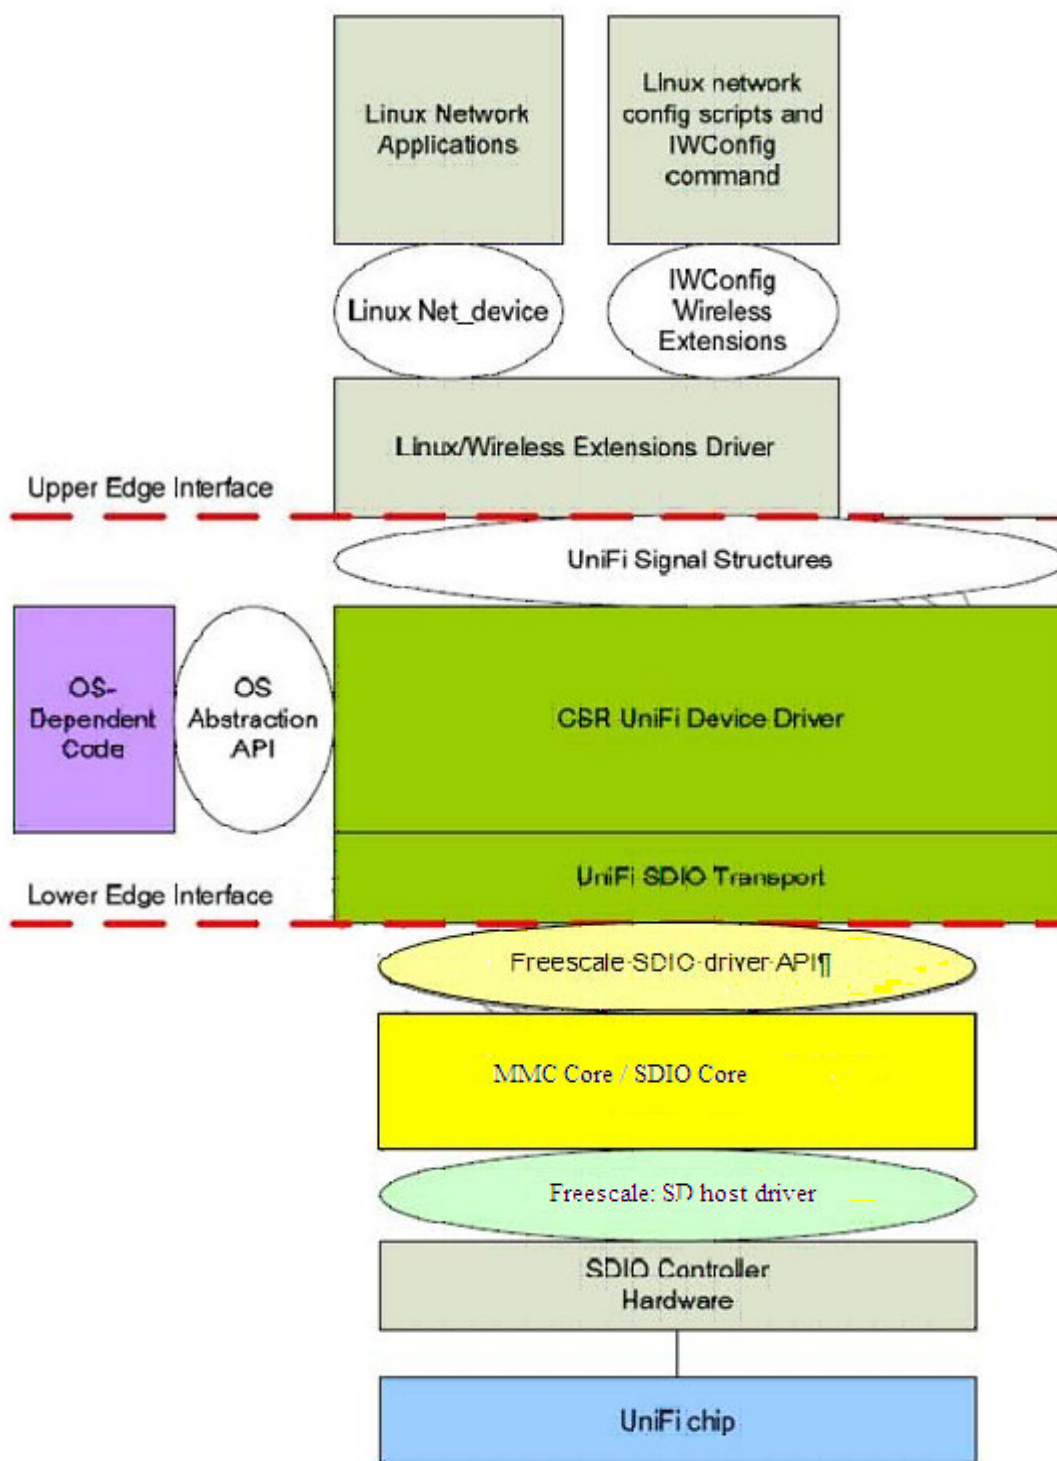 Linux Network
Applications
Linux network
config scripts and
IWConfig
command
Linux Net_device
IWConfig
Wireless
Extensions
Linux/Wireless Extensions Driver
Upper Edge Interface
UniFi Signal Structures
OS-
Dependent
Code
OS
Abstraction
API
CSR UniFi Device Driver
UniFi SDIO Transport
Lower Edge Interface
Freescale·SDIO·driver·API¶
MMC Core / SDIO Core
Freescale: SD host driver
SDIO Controller
Hardware
UniFi chip